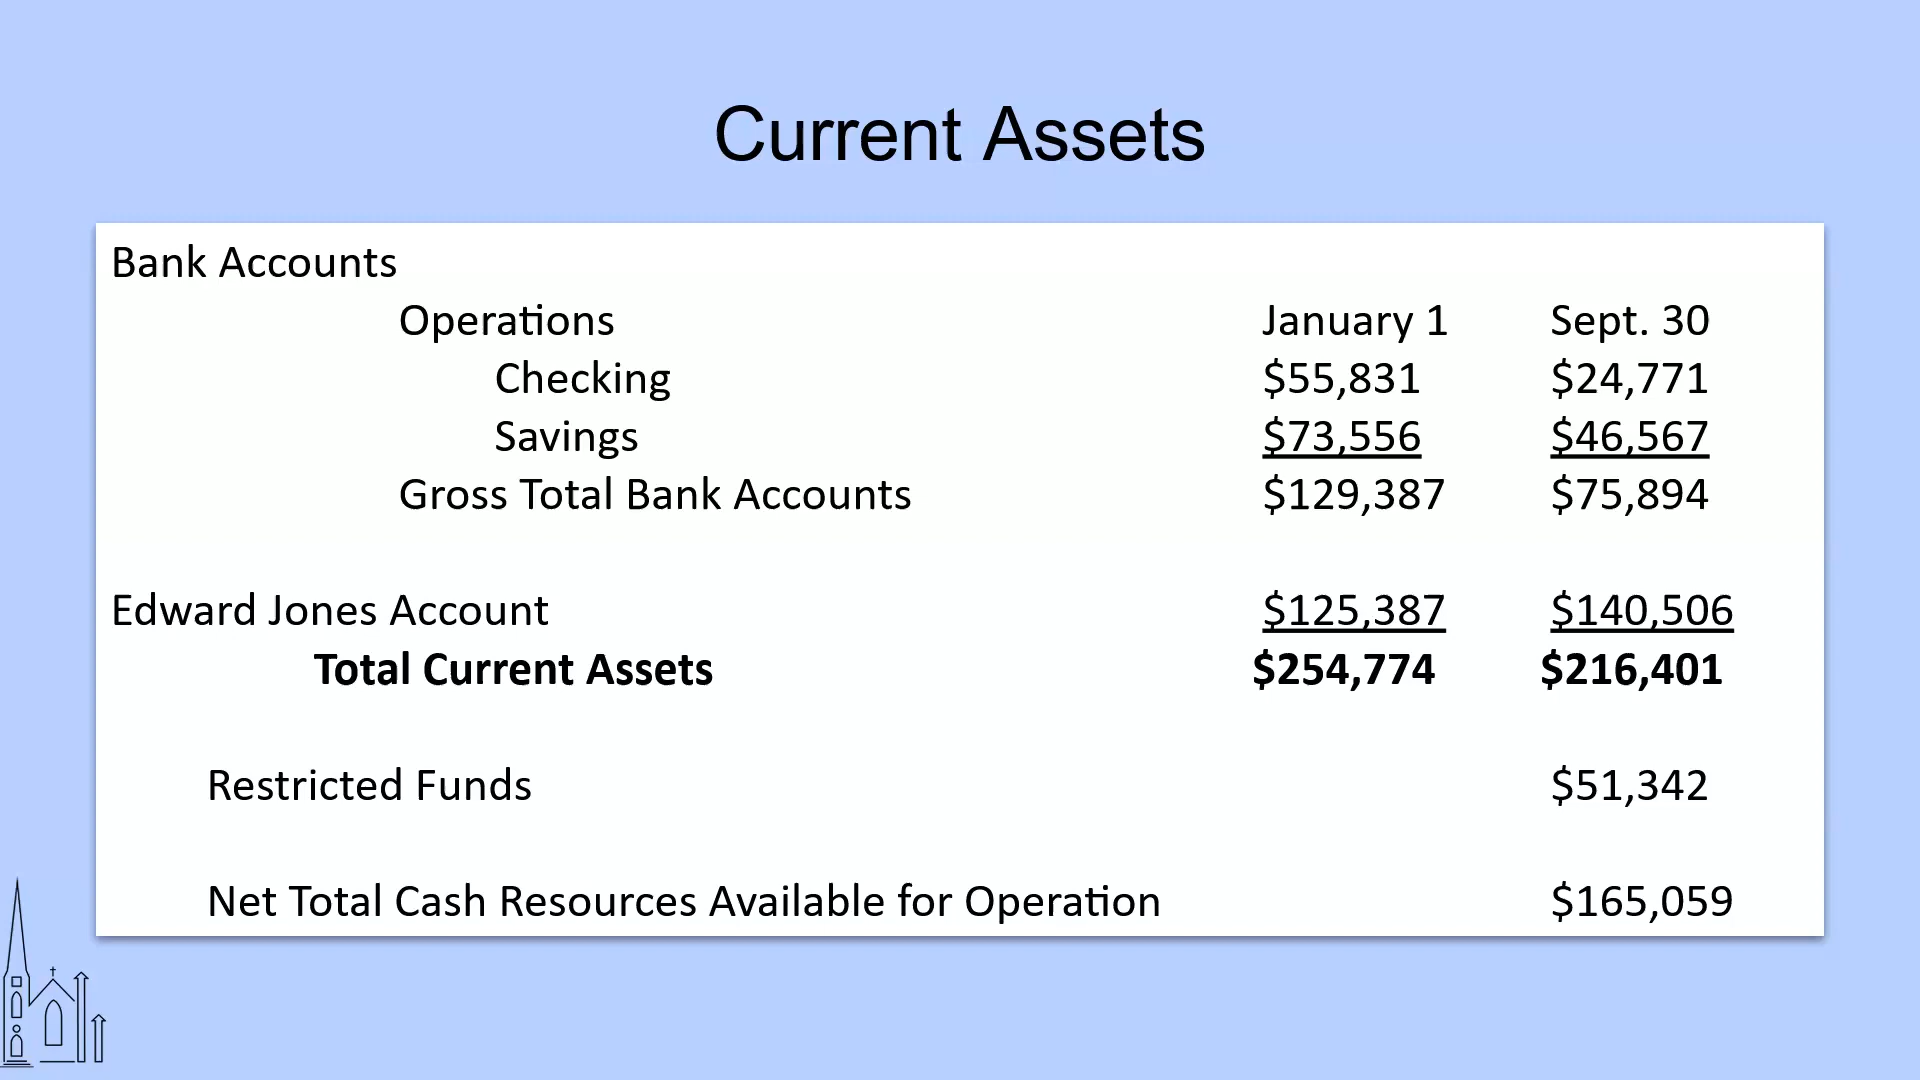 Current Assets
Bank Accounts
Operations January 1 Sept. 30
Checking $55,831 $24,771
Savings $73,556 $46,567
Gross Total Bank Accounts $129,387 $75,894
Edward Jones Account $125,387 $140,506
Total Current Assets $254,774 $216,401
Restricted Funds $51,342
Net Total Cash Resources Available for Operation $165,059